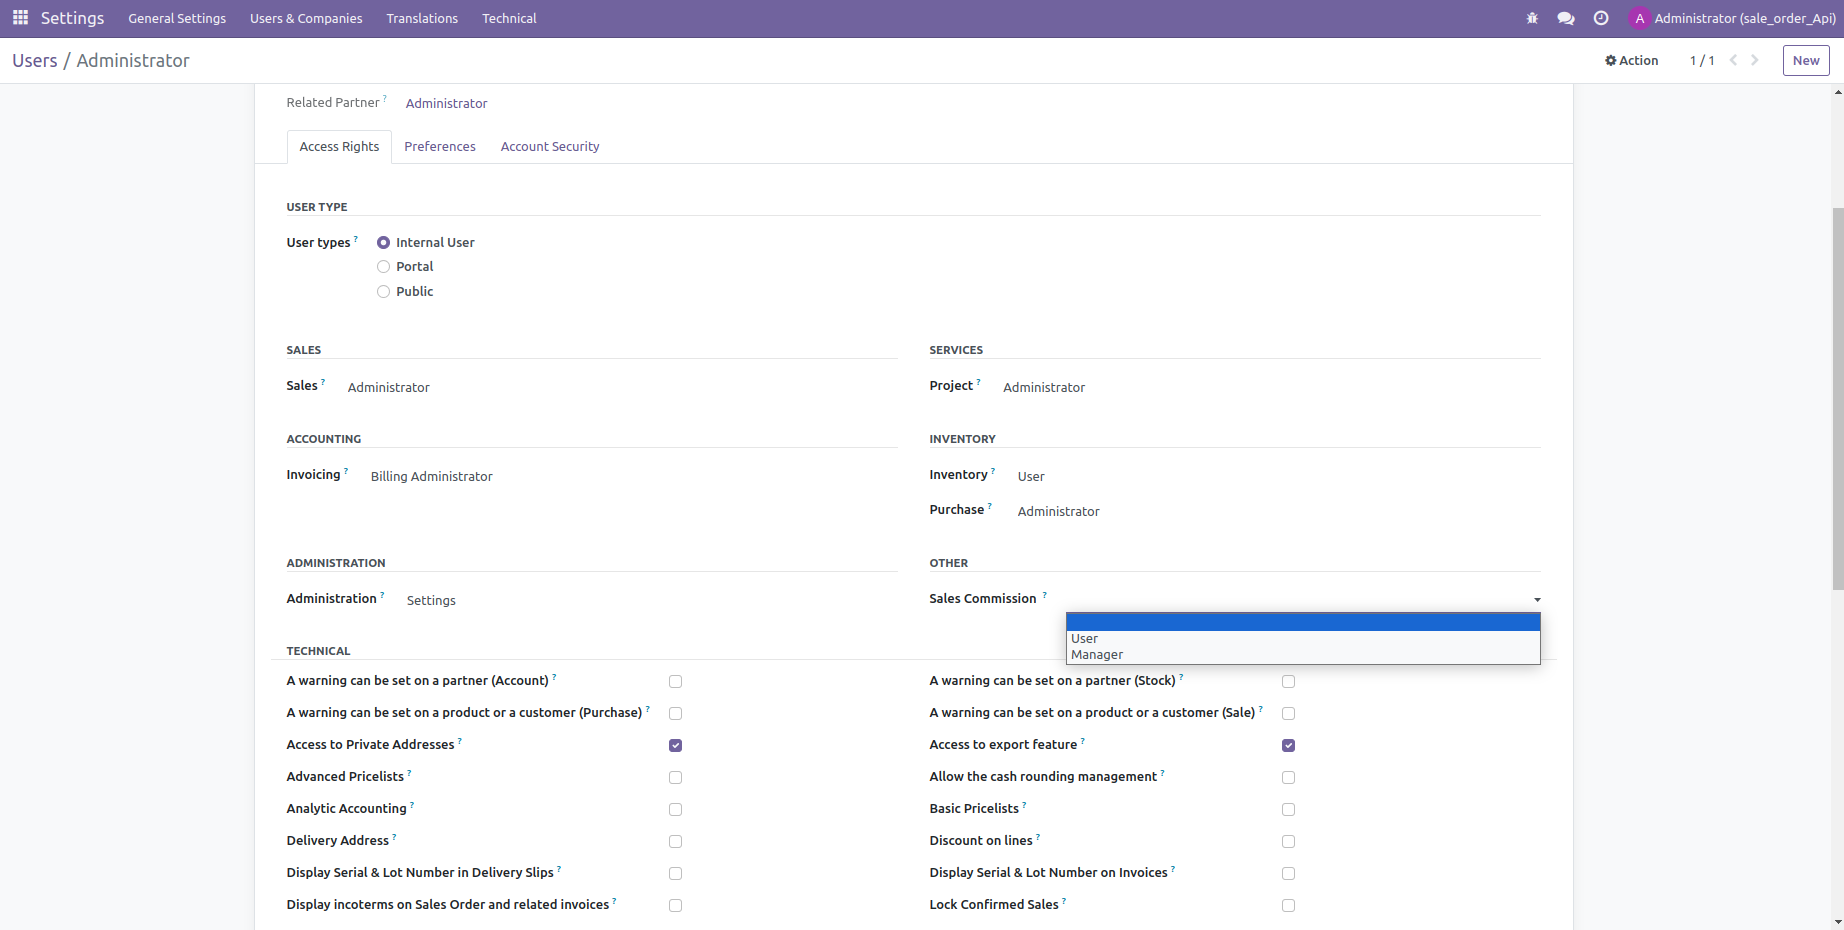 Settings General Settings Users & Companies Translations Technical A Administrator (sale_order_Api)
Users / Administrator Action 1 / 1 New
Related Partner ? Administrator
Access Rights Preferences Account Security
USER TYPE
User types ? Internal User
Portal
Public
SALES SERVICES
Sales ? Administrator Project ? Administrator
ACCOUNTING INVENTORY
Invoicing ? Billing Administrator Inventory ? User
Purchase ? Administrator
ADMINISTRATION OTHER
Administration ? Settings Sales Commission ?
User
Manager
TECHNICAL
A warning can be set on a partner (Account) ? A warning can be set on a partner (Stock) ?
A warning can be set on a product or a customer (Purchase) ? A warning can be set on a product or a customer (Sale) ?
Access to Private Addresses ? Access to export feature ?
Advanced Pricelists ? Allow the cash rounding management ?
Analytic Accounting ? Basic Pricelists ?
Delivery Address ? Discount on lines ?
Display Serial & Lot Number in Delivery Slips ? Display Serial & Lot Number on Invoices ?
Display incoterms on Sales Order and related invoices ? Lock Confirmed Sales ?